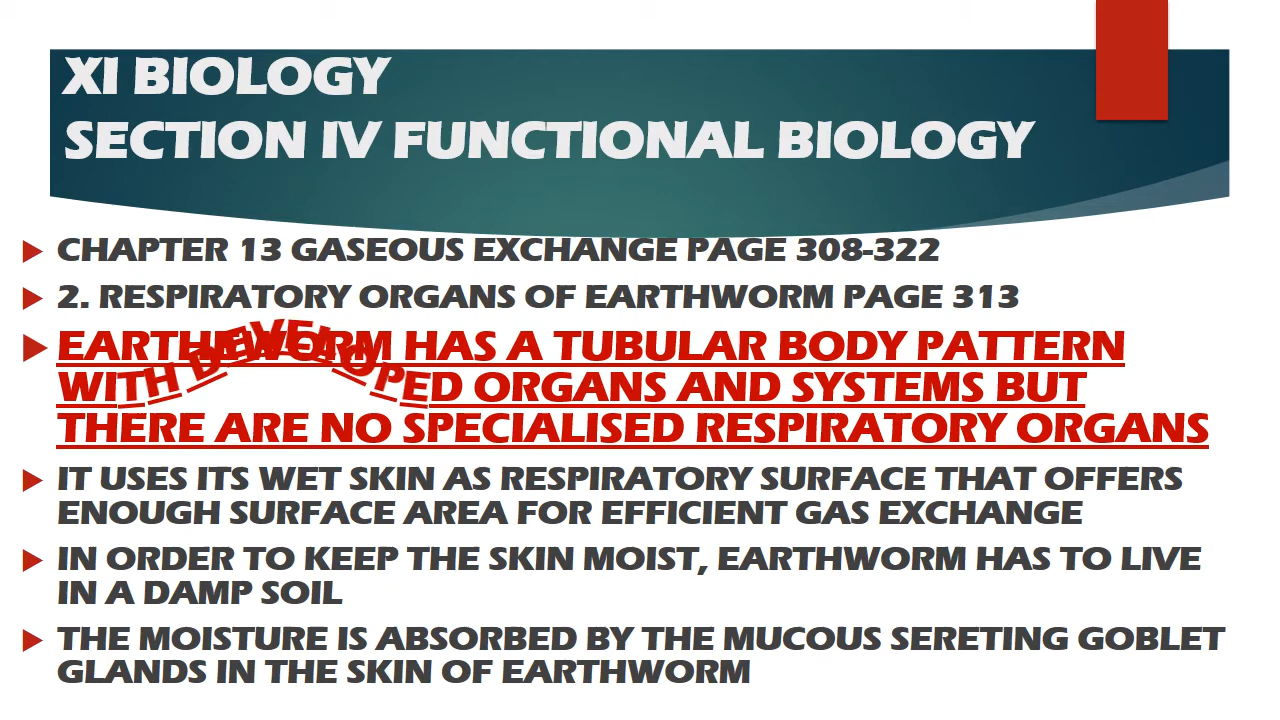 XI BIOLOGY
SECTION IV FUNCTIONAL BIOLOGY
CHAPTER 13 GASEOUS EXCHANGE PAGE 308-322
2. RESPIRATORY ORGANS OF EARTHWORM PAGE 313
EARTHEWORM HAS A TUBULAR BODY PATTERN
WITH DEVELOPED ORGANS AND SYSTEMS BUT
THERE ARE NO SPECIALISED RESPIRATORY ORGANS
IT USES ITS WET SKIN AS RESPIRATORY SURFACE THAT OFFERS
ENOUGH SURFACE AREA FOR EFFICIENT GAS EXCHANGE
IN ORDER TO KEEP THE SKIN MOIST, EARTHWORM HAS TO LIVE
IN A DAMP SOIL
THE MOISTURE IS ABSORBED BY THE MUCOUS SERETING GOBLET
GLANDS IN THE SKIN OF EARTHWORM